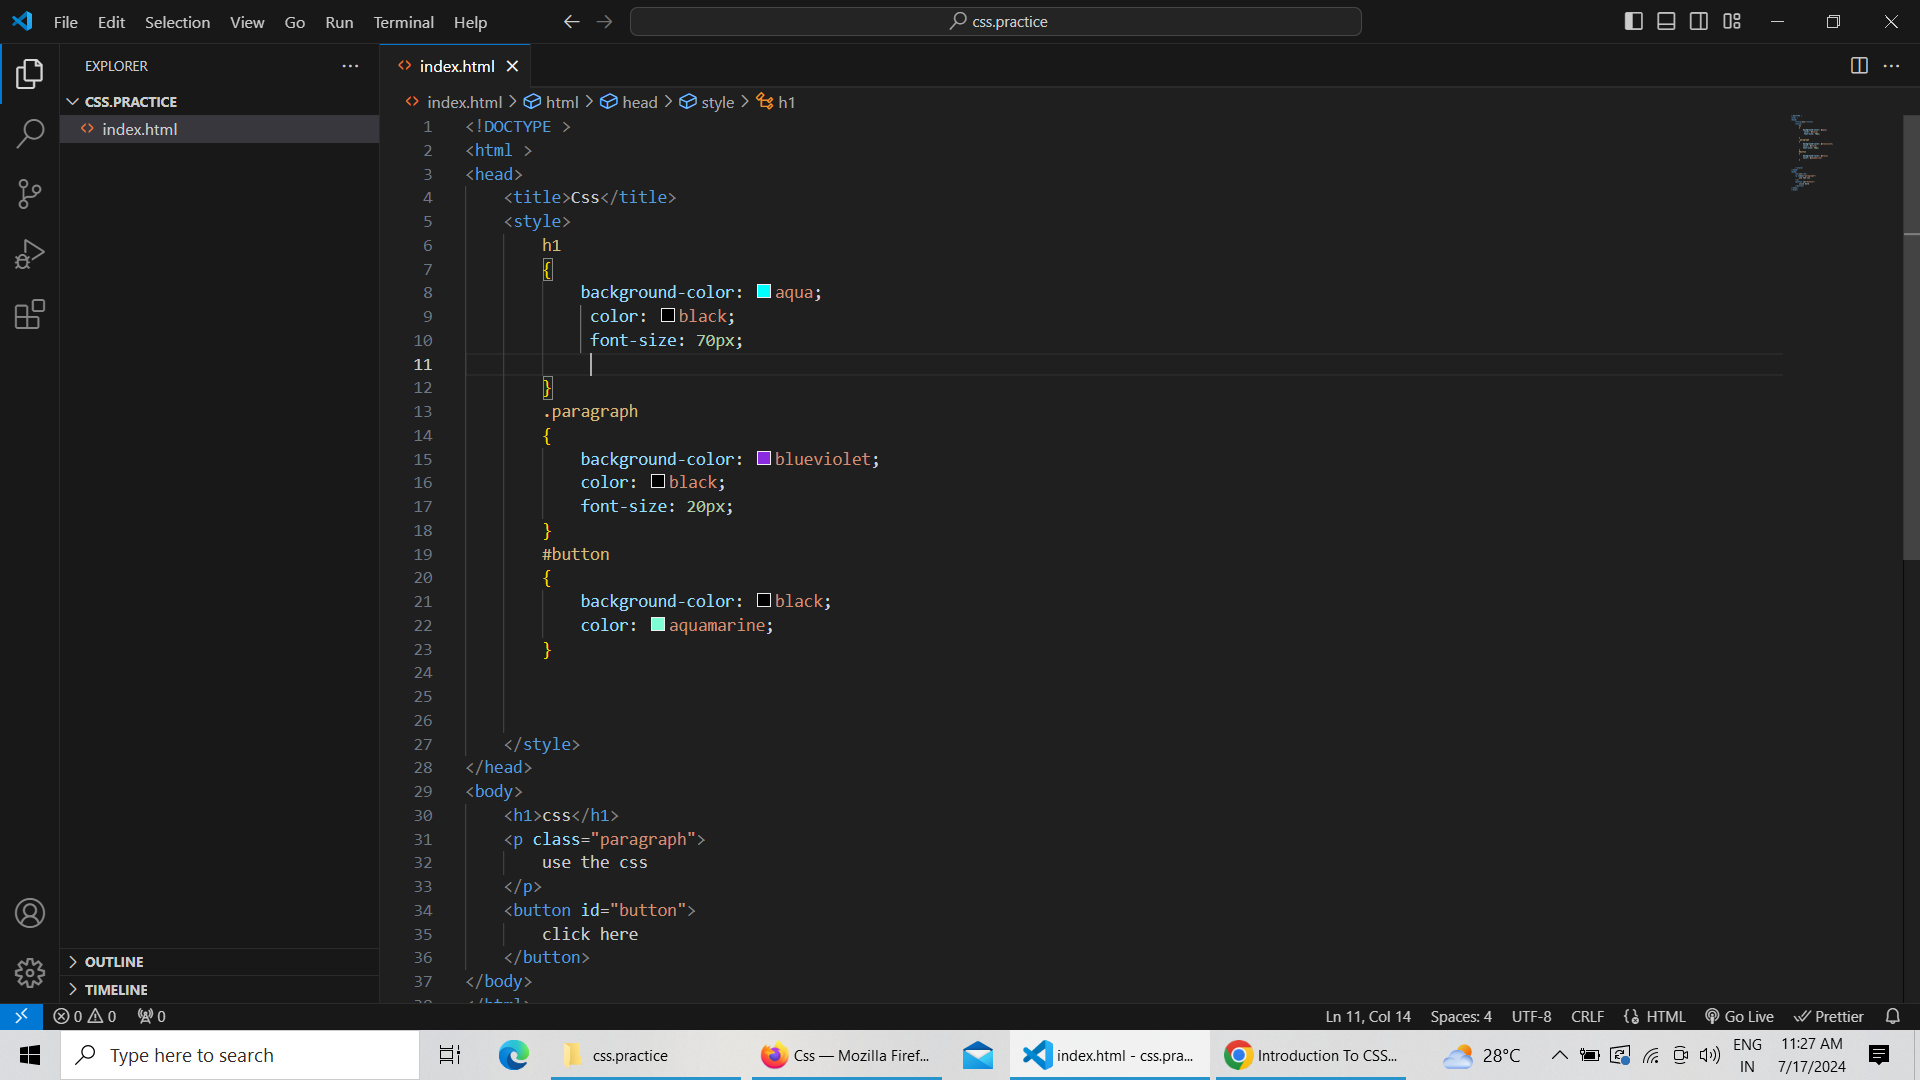 File Edit Selection View Go Run Terminal Help
css.practice
EXPLORER
index.html
CSS.PRACTICE
index.html
index.html > html > head > style > h1
1 <!DOCTYPE >
2 <html >
3 <head>
4 <title>Css</title>
5 <style>
6 h1
7 {
8 background-color: aqua;
9 color: black;
10 font-size: 70px;
11
12 }
13 .paragraph
14 {
15 background-color: blueviolet;
16 color: black;
17 font-size: 20px;
18 }
19 #button
20 {
21 background-color: black;
22 color: aquamarine;
23 }
24
25
26
27 </style>
28 </head>
29 <body>
30 <h1>css</h1>
31 <p class="paragraph">
32 use the css
33 </p>
34 <button id="button">
35 click here
36 </button>
37 </body>
38 </html>
OUTLINE
TIMELINE
0 0 0
Ln 11, Col 14 Spaces: 4 UTF-8 CRLF {} HTML Go Live Prettier
Type here to search
css.practice
Css — Mozilla Firef...
index.html - css.pra...
Introduction To CSS...
28°C
ENG
IN
11:27 AM
7/17/2024